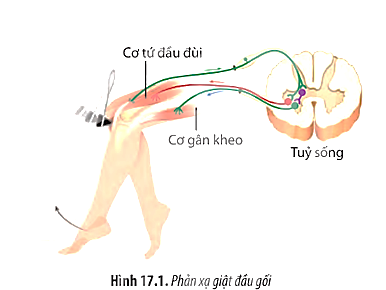 Cơ tứ đầu đùi
Cơ gân kheo
Tuỷ sống
Hình 17.1. Phản xạ giật đầu gối